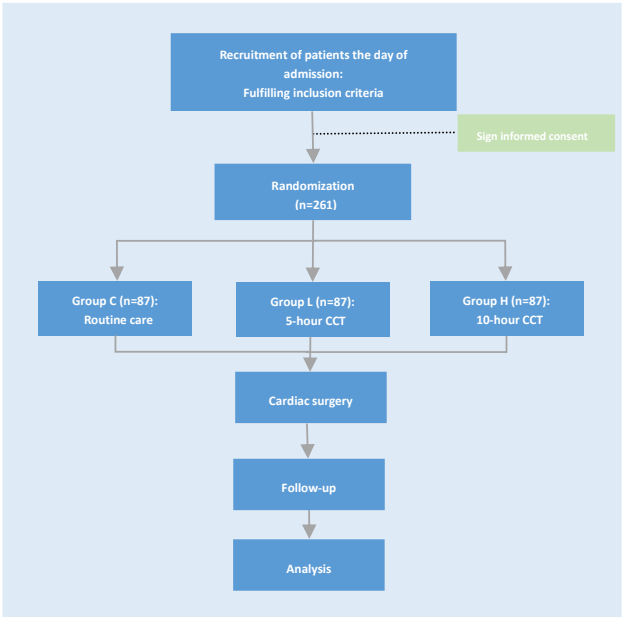 Recruitment of patients the day of
admission:
Fulfilling inclusion criteria
Sign informed consent
Randomization
(n=261)
Group C (n=87):
Routine care
Group L (n=87):
5-hour CCT
Group H (n=87):
10-hour CCT
Cardiac surgery
Follow-up
Analysis